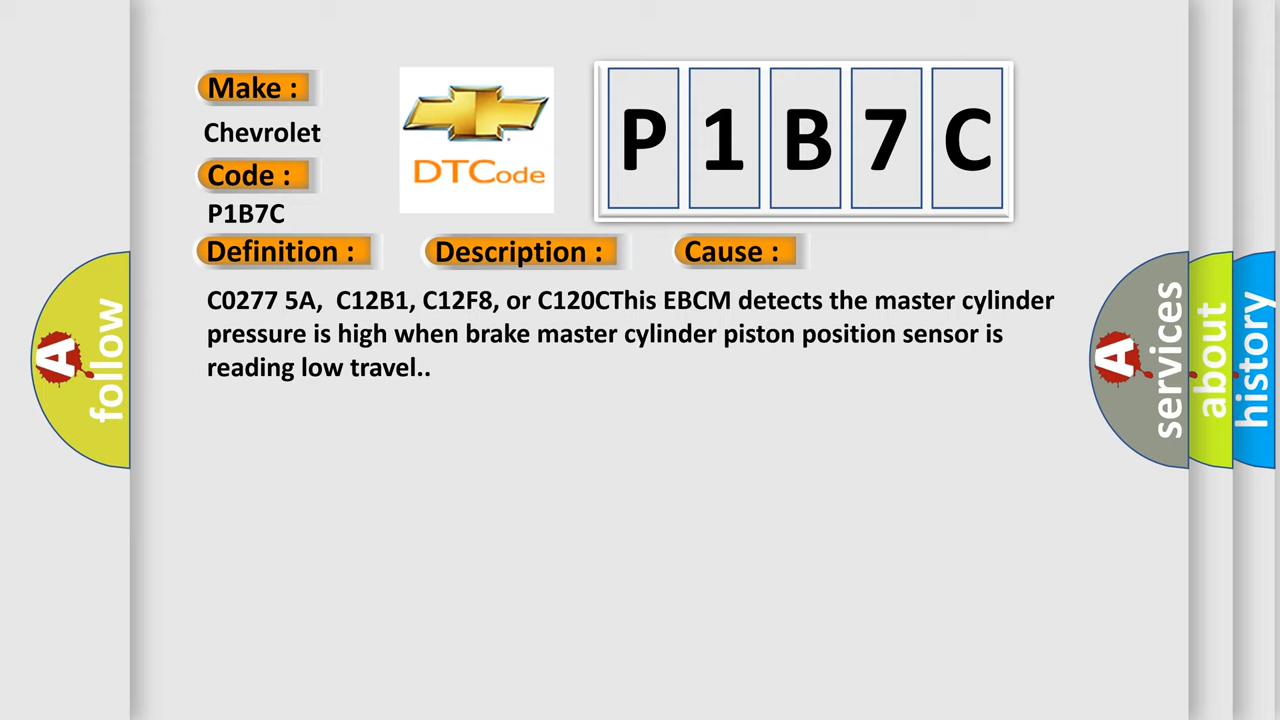 Make :
Chevrolet
Code :
P1B7C
DTCode
P 1 B 7 C
Definition :
Description :
Cause :
C0277 5A,  C12B1, C12F8, or C120CThis EBCM detects the master cylinder
pressure is high when brake master cylinder piston position sensor is
reading low travel..
A follow
A services
about
history